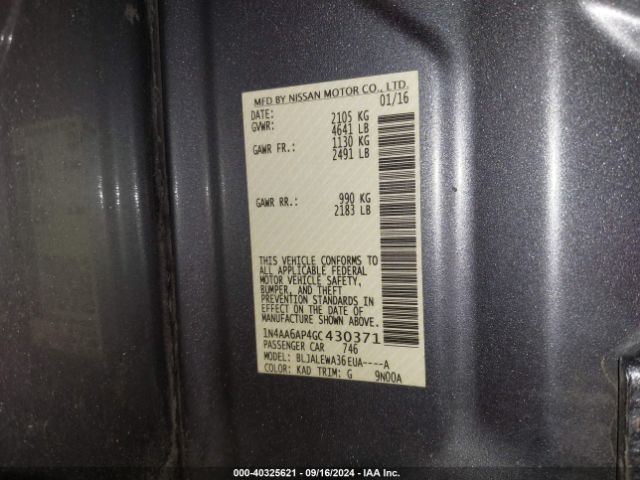 MFD BY NISSAN MOTOR CO., LTD.
DATE: 01/16
GVWR: 2105 KG
4641 LB
GAWR FR.: 1130 KG
2491 LB
GAWR RR.: 990 KG
2183 LB
THIS VEHICLE CONFORMS TO
ALL APPLICABLE FEDERAL
MOTOR VEHICLE SAFETY,
BUMPER, AND THEFT
PREVENTION STANDARDS IN
EFFECT ON THE DATE OF
MANUFACTURE SHOWN ABOVE.
1N4AA6AP4GC 430371
PASSENGER CAR 746
MODEL: BLJALEWA36EUA----A
COLOR: KAD TRIM: G 9N00A
000-40325621 / 09/16/2024 / IAA Inc.